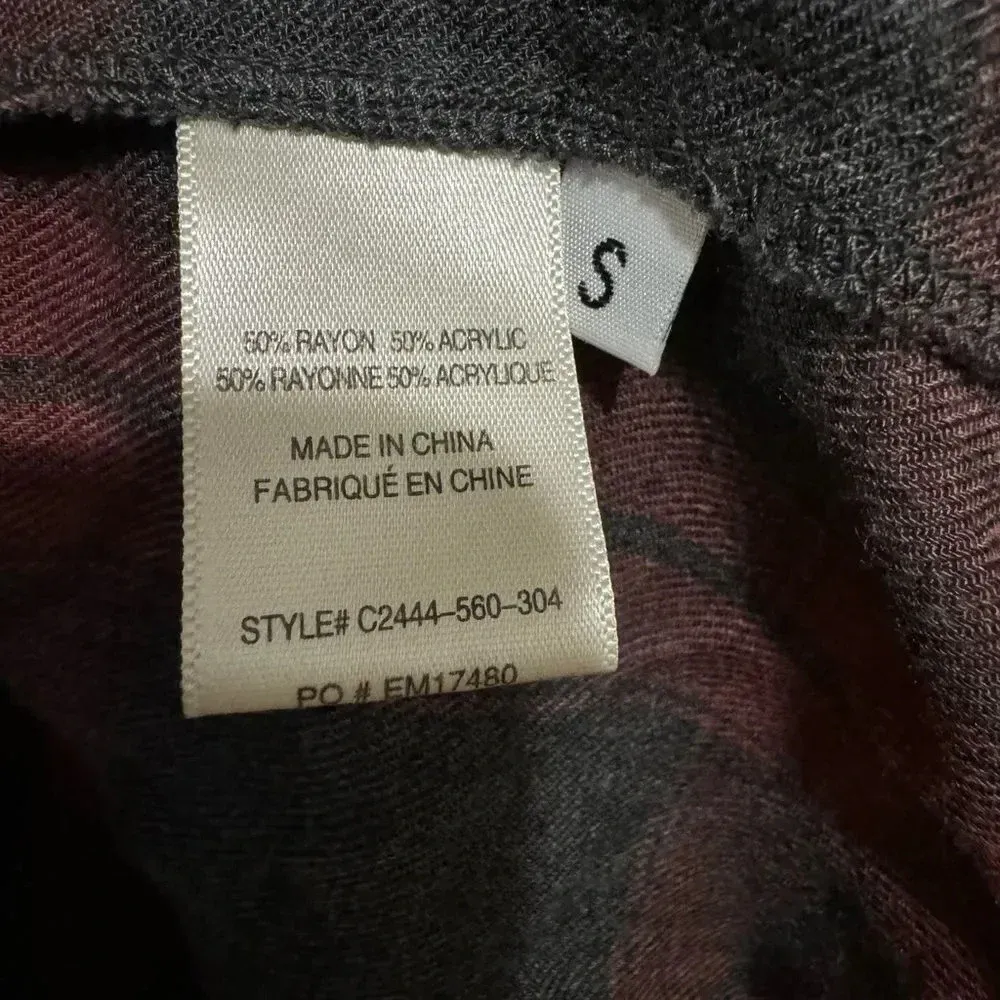 S
50% RAYON 50% ACRYLIC
50% RAYONNE 50% ACRYLIQUE
MADE IN CHINA
FABRIQUÉ EN CHINE
STYLE# C2444-560-304
PO # EM17480